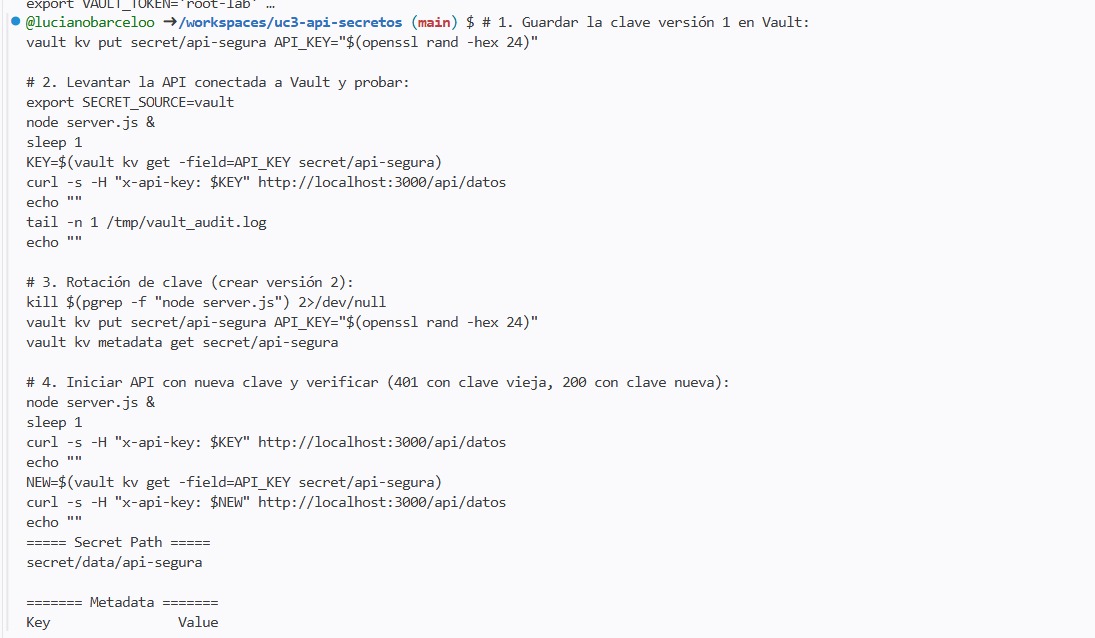 export VAULT_TOKEN='root-lab' …
@lucianobarceloo ➜/workspaces/uc3-api-secretos (main) $ # 1. Guardar la clave versión 1 en Vault:
vault kv put secret/api-segura API_KEY="$(openssl rand -hex 24)"
# 2. Levantar la API conectada a Vault y probar:
export SECRET_SOURCE=vault
node server.js &
sleep 1
KEY=$(vault kv get -field=API_KEY secret/api-segura)
curl -s -H "x-api-key: $KEY" http://localhost:3000/api/datos
echo ""
tail -n 1 /tmp/vault_audit.log
echo ""
# 3. Rotación de clave (crear versión 2):
kill $(pgrep -f "node server.js") 2>/dev/null
vault kv put secret/api-segura API_KEY="$(openssl rand -hex 24)"
vault kv metadata get secret/api-segura
# 4. Iniciar API con nueva clave y verificar (401 con clave vieja, 200 con clave nueva):
node server.js &
sleep 1
curl -s -H "x-api-key: $KEY" http://localhost:3000/api/datos
echo ""
NEW=$(vault kv get -field=API_KEY secret/api-segura)
curl -s -H "x-api-key: $NEW" http://localhost:3000/api/datos
echo ""
===== Secret Path =====
secret/data/api-segura
======= Metadata =======
Key Value